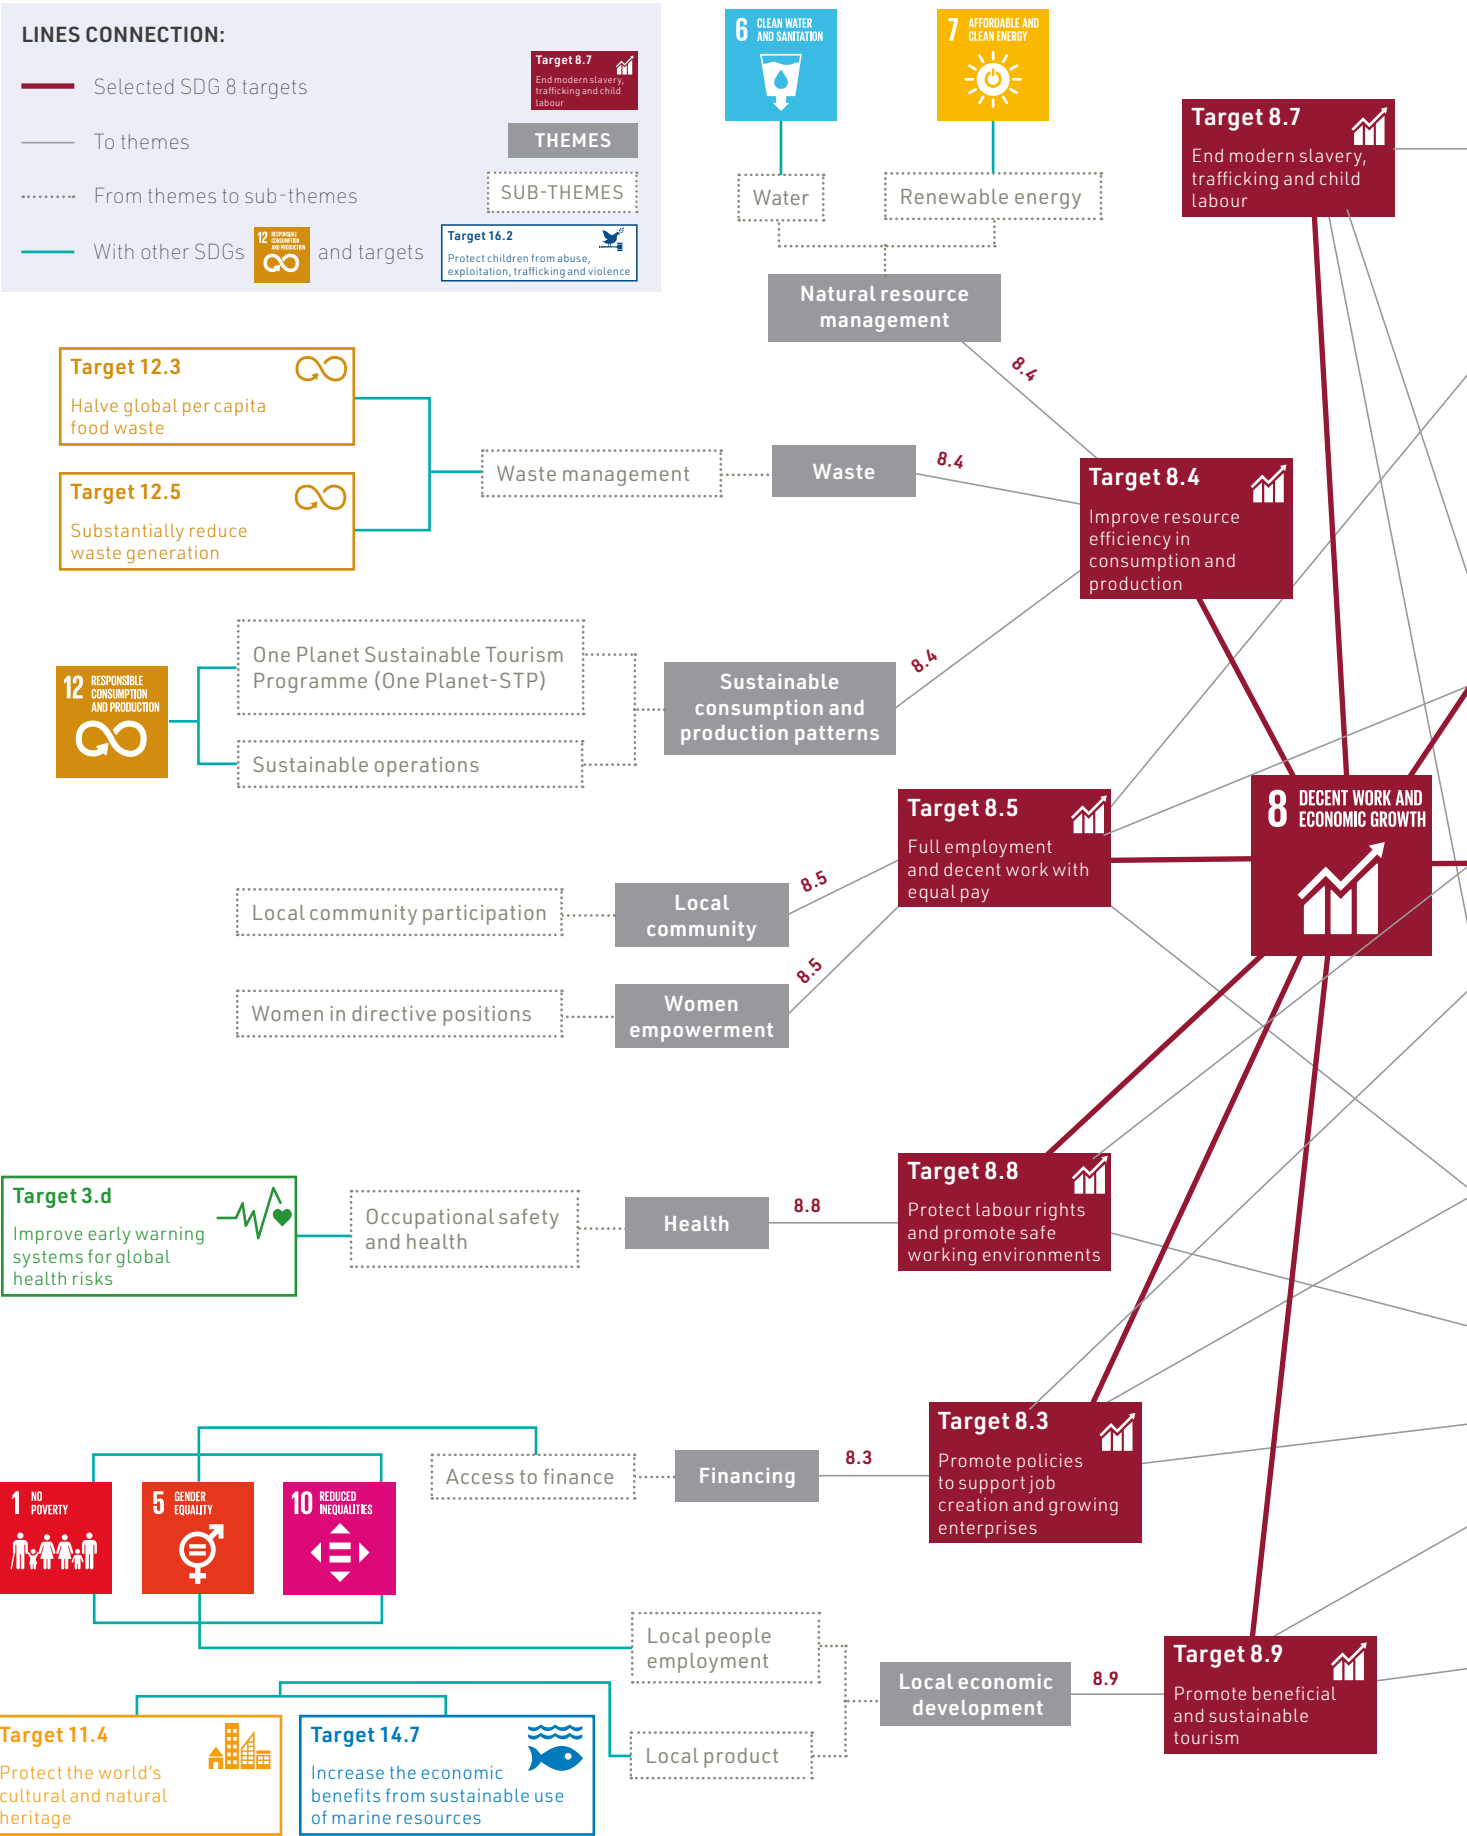 LINES CONNECTION:
Selected SDG 8 targets
Target 8.7
End modern slavery,
trafficking and child
labour
To themes
THEMES
From themes to sub-themes
SUB-THEMES
With other SDGs
12 RESPONSIBLE
CONSUMPTION
AND PRODUCTION
and targets
Target 16.2
Protect children from abuse,
exploitation, trafficking and violence
6 CLEAN WATER
AND SANITATION
7 AFFORDABLE AND
CLEAN ENERGY
Water
Renewable energy
Natural resource
management
8.4
Target 8.7
End modern slavery,
trafficking and child
labour
Target 12.3
Halve global per capita
food waste
Target 12.5
Substantially reduce
waste generation
Waste management
Waste
8.4
Target 8.4
Improve resource
efficiency in
consumption and
production
12 RESPONSIBLE
CONSUMPTION
AND PRODUCTION
One Planet Sustainable Tourism
Programme (One Planet-STP)
Sustainable operations
Sustainable
consumption and
production patterns
8.4
Target 8.5
Full employment
and decent work with
equal pay
8 DECENT WORK AND
ECONOMIC GROWTH
Local community participation
Local
community
8.5
Women in directive positions
Women
empowerment
8.5
Target 3.d
Improve early warning
systems for global
health risks
Occupational safety
and health
Health
8.8
Target 8.8
Protect labour rights
and promote safe
working environments
1 NO
POVERTY
5 GENDER
EQUALITY
10 REDUCED
INEQUALITIES
Access to finance
Financing
8.3
Target 8.3
Promote policies
to support job
creation and growing
enterprises
Local people
employment
Local product
Local economic
development
8.9
Target 8.9
Promote beneficial
and sustainable
tourism
Target 11.4
Protect the world's
cultural and natural
heritage
Target 14.7
Increase the economic
benefits from sustainable use
of marine resources